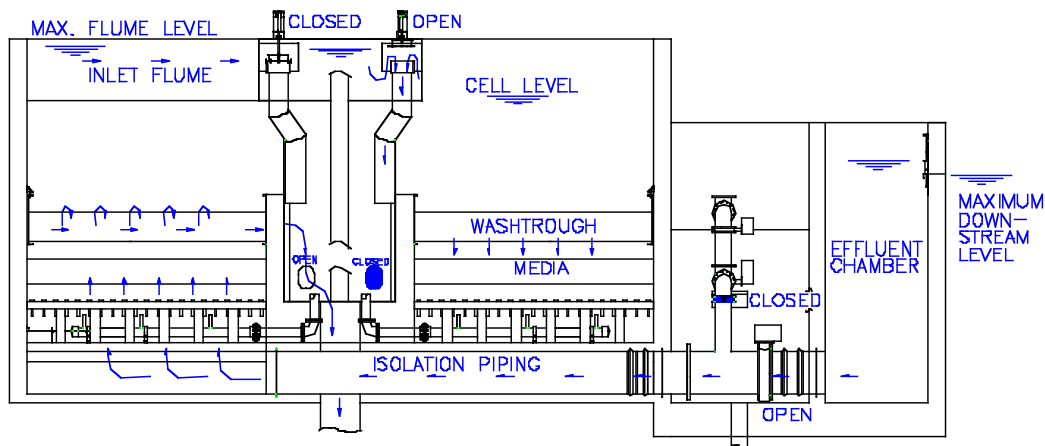 CLOSED
OPEN
MAX. FLUME LEVEL
INLET FLUME
CELL LEVEL
WASHTROUGH
MEDIA
OPEN
CLOSED
MAXIMUM
DOWN-
STREAM
LEVEL
EFFLUENT
CHAMBER
CLOSED
ISOLATION PIPING
OPEN